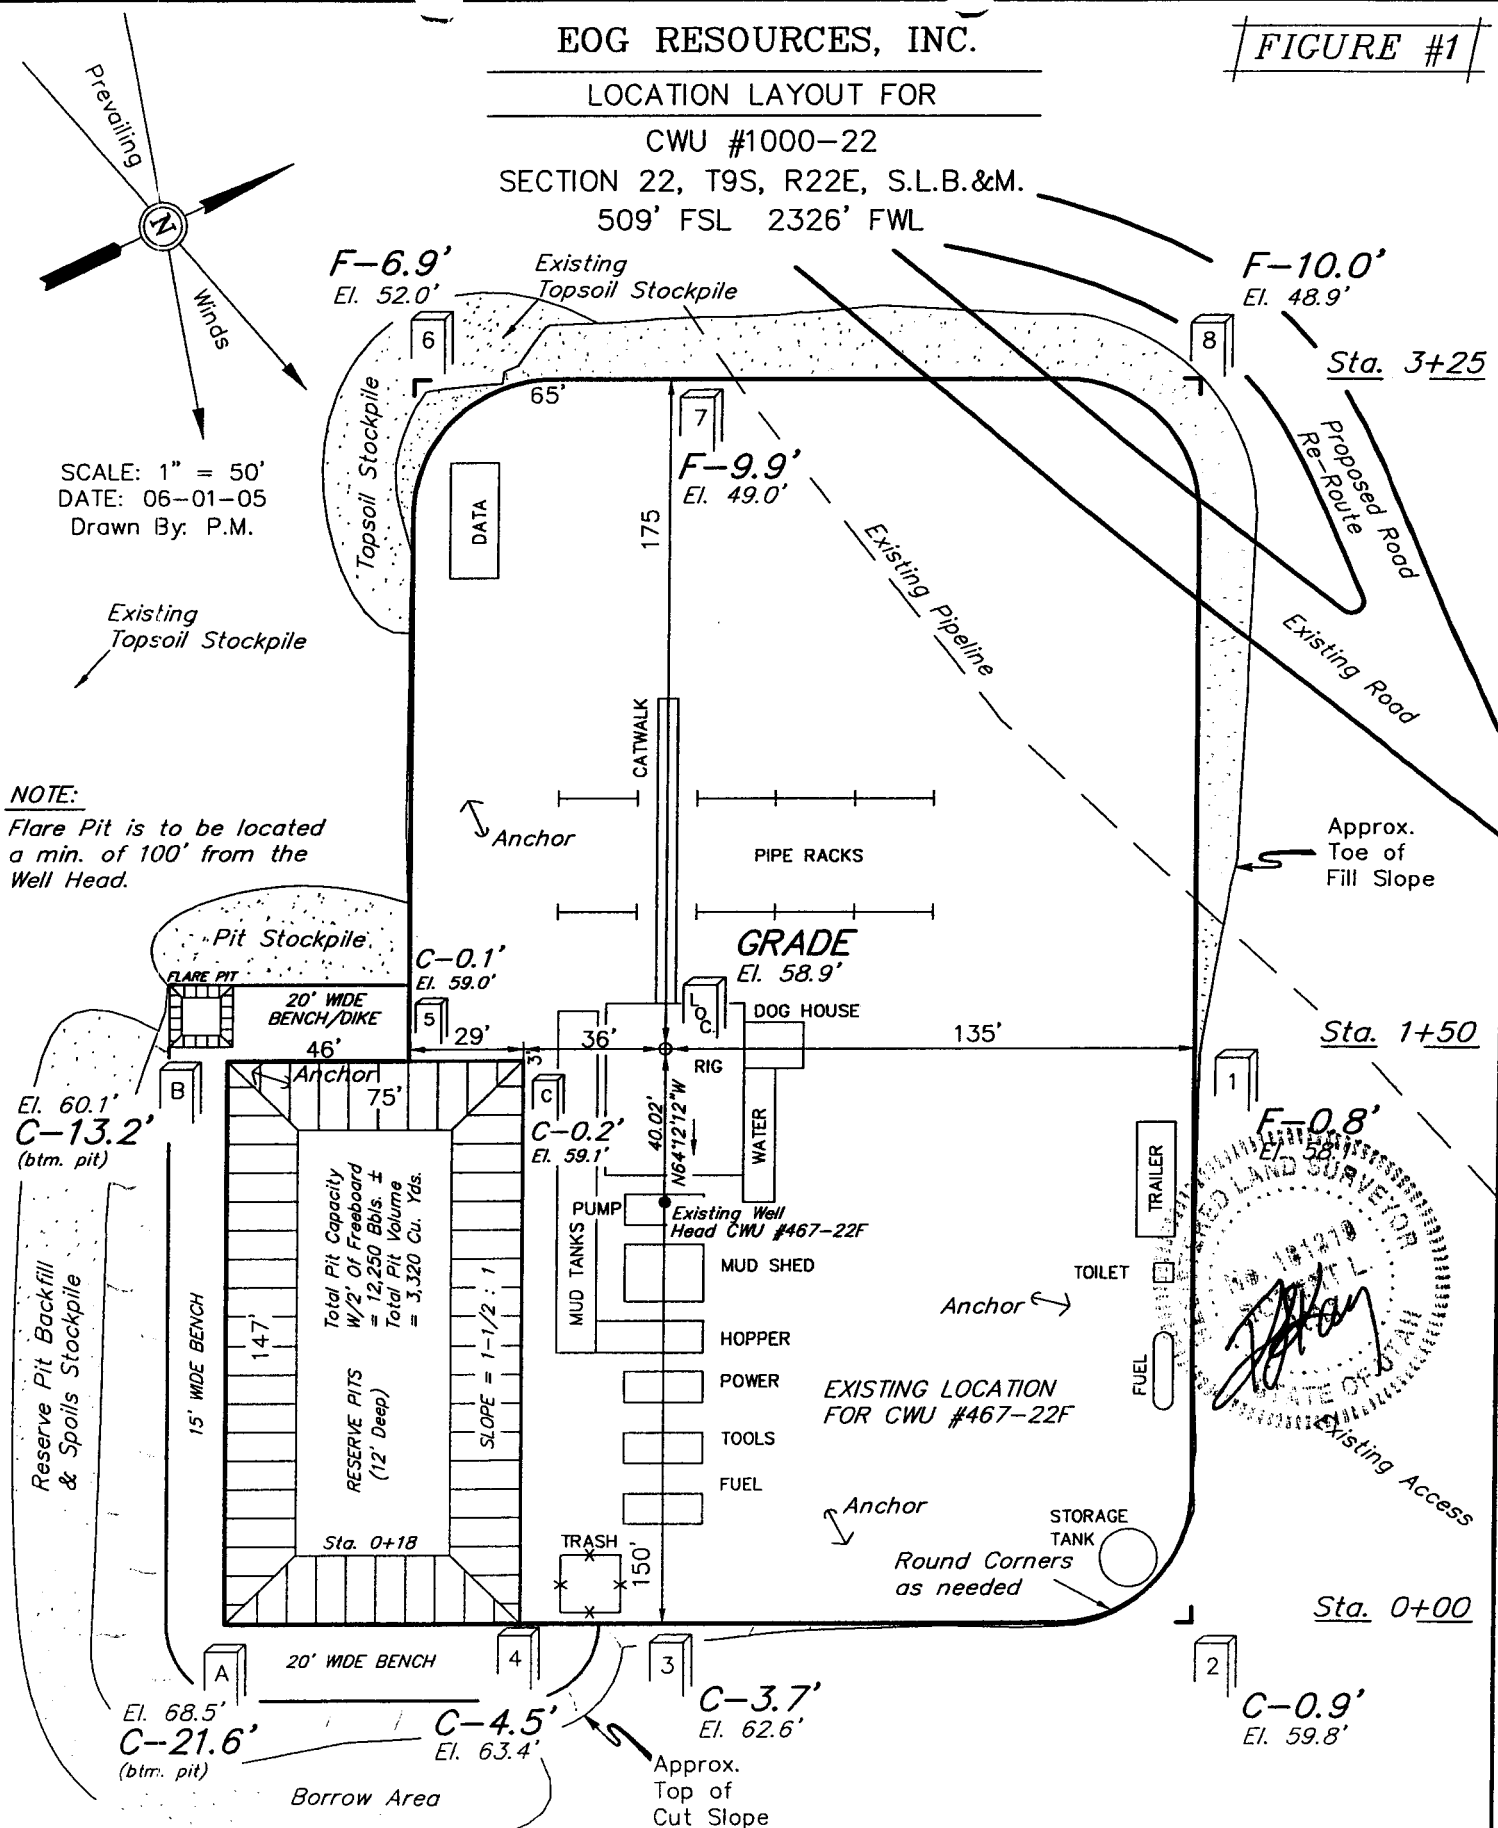 EOG RESOURCES, INC.
FIGURE #1
LOCATION LAYOUT FOR
CWU #1000-22
SECTION 22, T9S, R22E, S.L.B.&M.
509' FSL 2326' FWL
Prevailing
Winds
N
SCALE: 1" = 50'
DATE: 06-01-05
Drawn By: P.M.
F-6.9'
El. 52.0'
6
Existing
Topsoil Stockpile
F-10.0'
El. 48.9'
8
Sta. 3+25
65'
7
F-9.9'
El. 49.0'
175
Topsoil Stockpile
DATA
Proposed Road
Re-Route
Existing Pipeline
Existing Road
Existing
Topsoil Stockpile
CATWALK
NOTE:
Flare Pit is to be located
a min. of 100' from the
Well Head.
Anchor
PIPE RACKS
Approx.
Toe of
Fill Slope
Pit Stockpile
FLARE PIT
C-0.1'
El. 59.0'
5
GRADE
El. 58.9'
LOC.
DOG HOUSE
20' WIDE
BENCH/DIKE
46'
29'
36'
3'
135'
RIG
Sta. 1+50
1
F-0.8'
El. 58.1'
El. 60.1'
C-13.2'
(btm. pit)
B
Anchor
75'
C
C-0.2'
El. 59.1'
40.02'
N64°12'12"W
WATER
TRAILER
PUMP
Existing Well
Head CWU #467-22F
MUD TANKS
MUD SHED
TOILET
Anchor
HOPPER
POWER
FUEL
EXISTING LOCATION
FOR CWU #467-22F
TOOLS
FUEL
Total Pit Capacity
W/2' Of Freeboard
= 12,250 Bbls. ±
Total Pit Volume
= 3,320 Cu. Yds.
RESERVE PITS
(12' Deep)
SLOPE = 1-1/2 : 1
147'
15' WIDE BENCH
Reserve Pit Backfill
& Spoils Stockpile
Sta. 0+18
LAND SURVEYOR
STATE OF UTAH
Existing Access
Anchor
STORAGE
TANK
Round Corners
as needed
TRASH
150'
Sta. 0+00
A
20' WIDE BENCH
4
3
2
El. 68.5'
C-21.6'
(btm. pit)
C-4.5'
El. 63.4'
C-3.7'
El. 62.6'
C-0.9'
El. 59.8'
Approx.
Top of
Cut Slope
Borrow Area